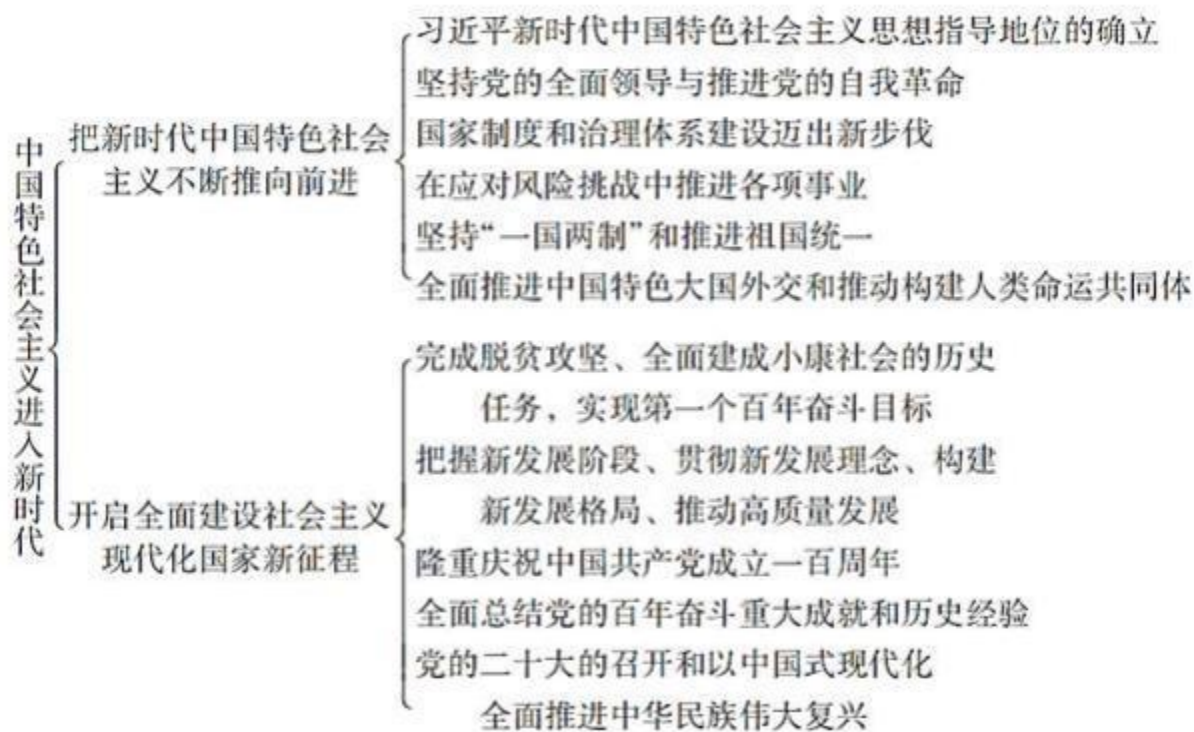 中国特色社会主义进入新时代
把新时代中国特色社会
主义不断推向前进
习近平新时代中国特色社会主义思想指导地位的确立
坚持党的全面领导与推进党的自我革命
国家制度和治理体系建设迈出新步伐
在应对风险挑战中推进各项事业
坚持“一国两制”和推进祖国统一
全面推进中国特色大国外交和推动构建人类命运共同体
开启全面建设社会主义
现代化国家新征程
完成脱贫攻坚、全面建成小康社会的历史
任务，实现第一个百年奋斗目标
把握新发展阶段、贯彻新发展理念、构建
新发展格局、推动高质量发展
隆重庆祝中国共产党成立一百周年
全面总结党的百年奋斗重大成就和历史经验
党的二十大的召开和以中国式现代化
全面推进中华民族伟大复兴